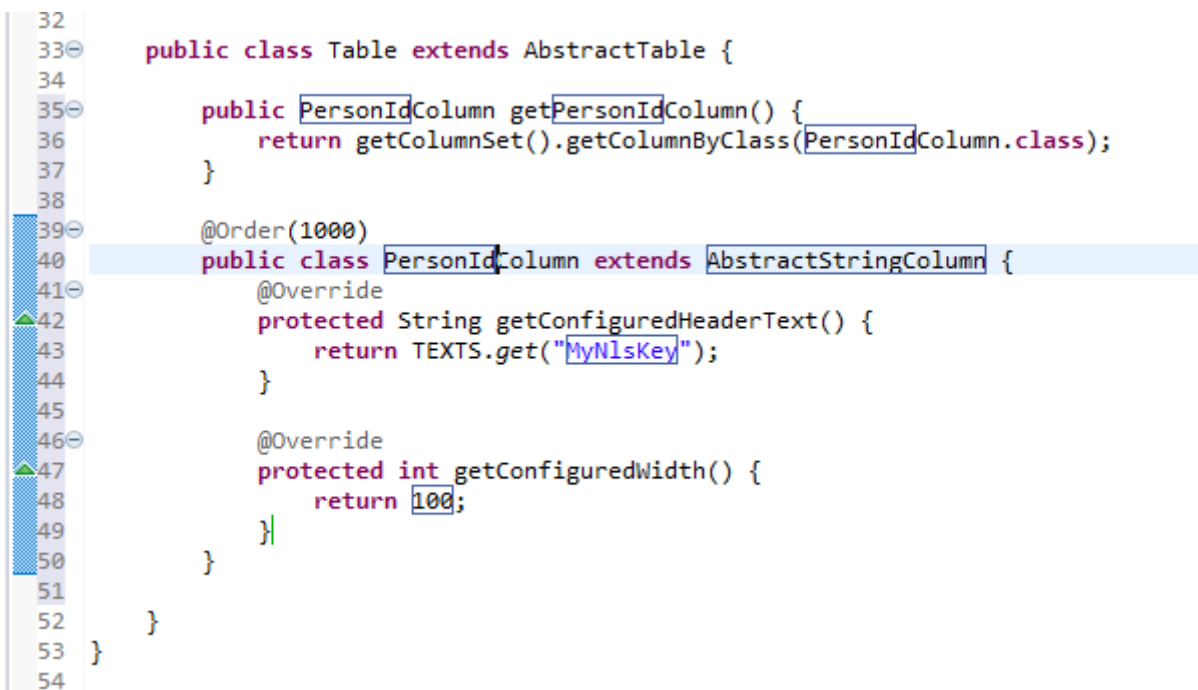 32
33 public class Table extends AbstractTable {
34
35 public PersonIdColumn getPersonIdColumn() {
36 return getColumnSet().getColumnByClass(PersonIdColumn.class);
37 }
38
39 @Order(1000)
40 public class PersonIdColumn extends AbstractStringColumn {
41 @Override
42 protected String getConfiguredHeaderText() {
43 return TEXTS.get("MyNlsKey");
44 }
45
46 @Override
47 protected int getConfiguredWidth() {
48 return 100;
49 }
50 }
51
52 }
53 }
54